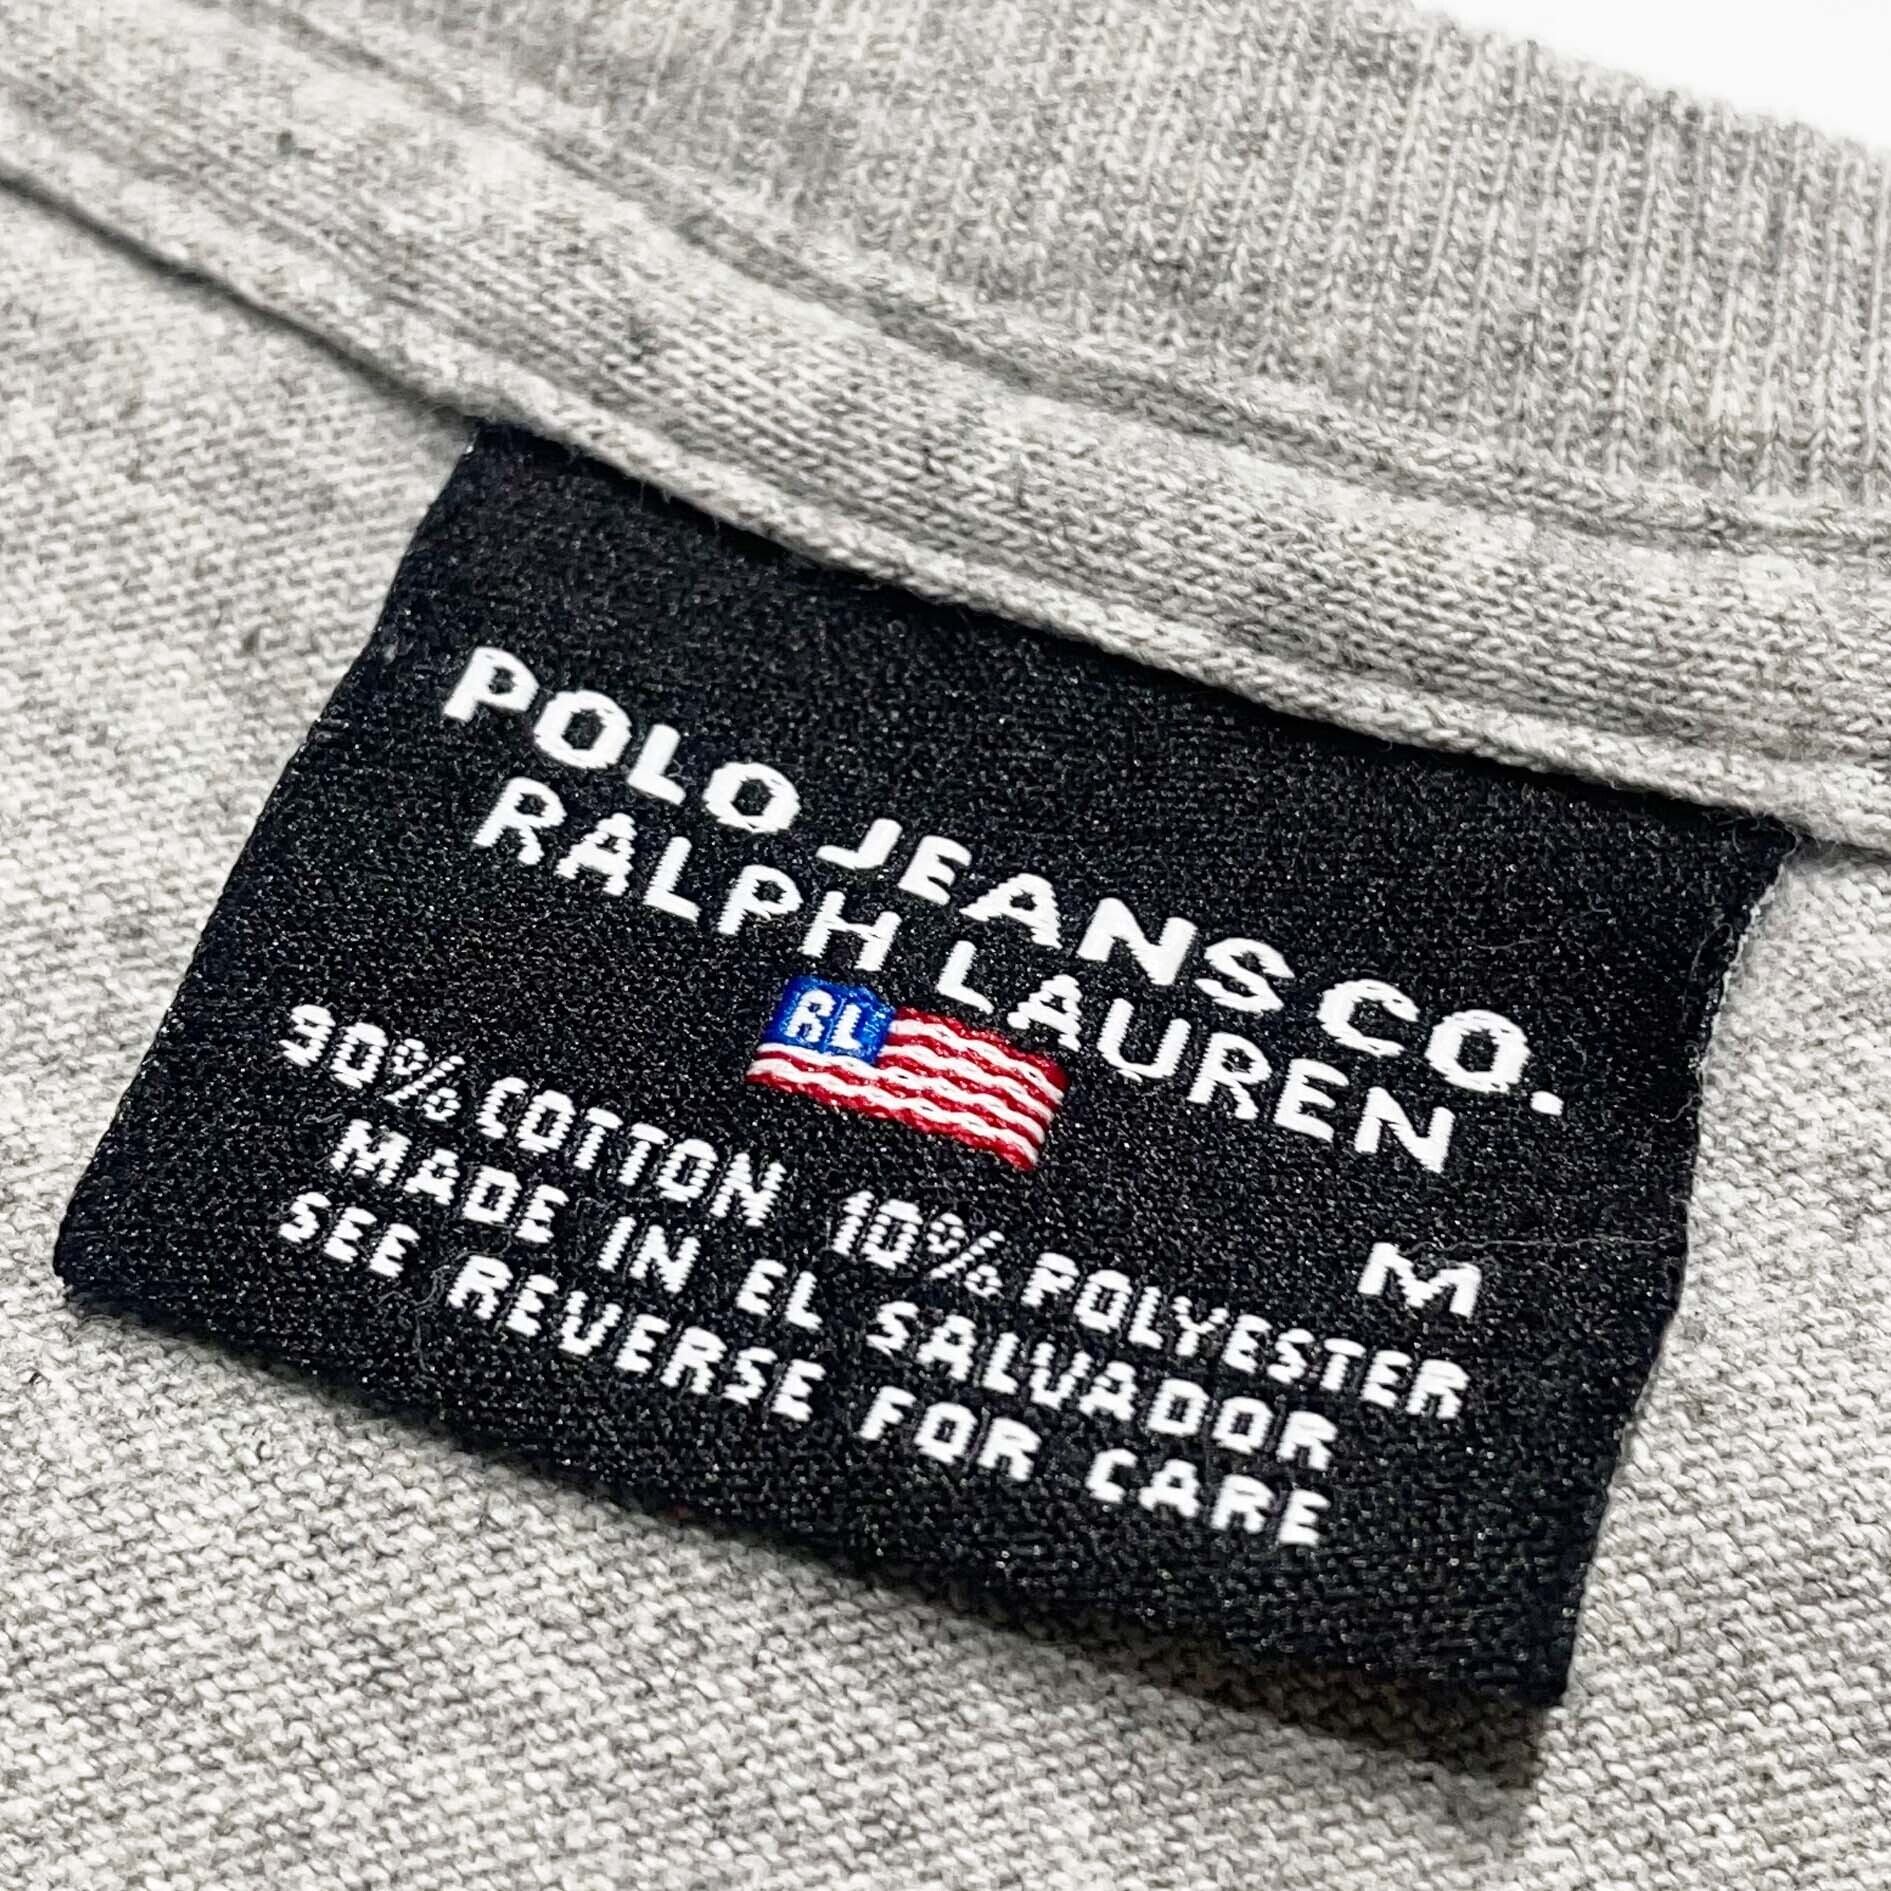 POLO JEANS CO.
RALPH LAUREN
RL
M
90% COTTON 10% POLYESTER
MADE IN EL SALVADOR
SEE REVERSE FOR CARE